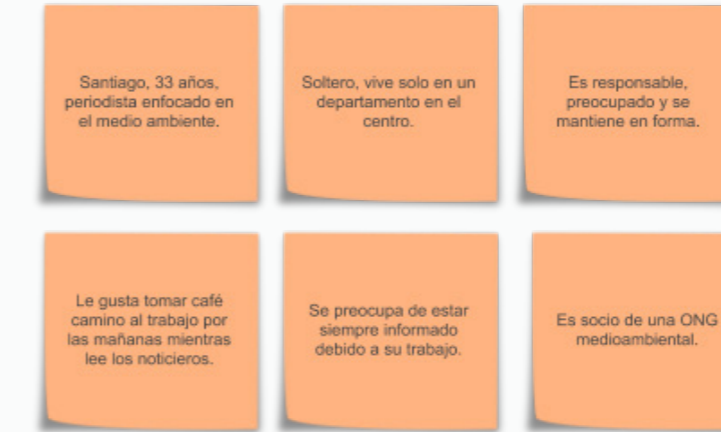 Santiago, 33 años,
periodista enfocado en
el medio ambiente.
Soltero, vive solo en un
departamento en el
centro.
Es responsable,
preocupado y se
mantiene en forma.
Le gusta tomar café
camino al trabajo por
las mañanas mientras
lee los noticieros.
Se preocupa de estar
siempre informado
debido a su trabajo.
Es socio de una ONG
medioambiental.